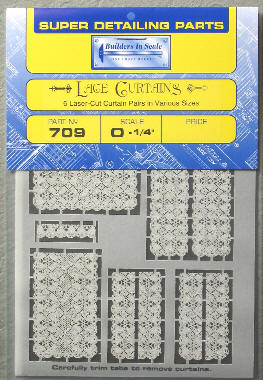 SUPER DETAILING PARTS
Builders in Scale
LACE CURTAINS
6 Laser-Cut Curtain Pairs in Various Sizes
PART № SCALE PRICE
709 O -1/4"
Carefully trim tabs to remove curtains.